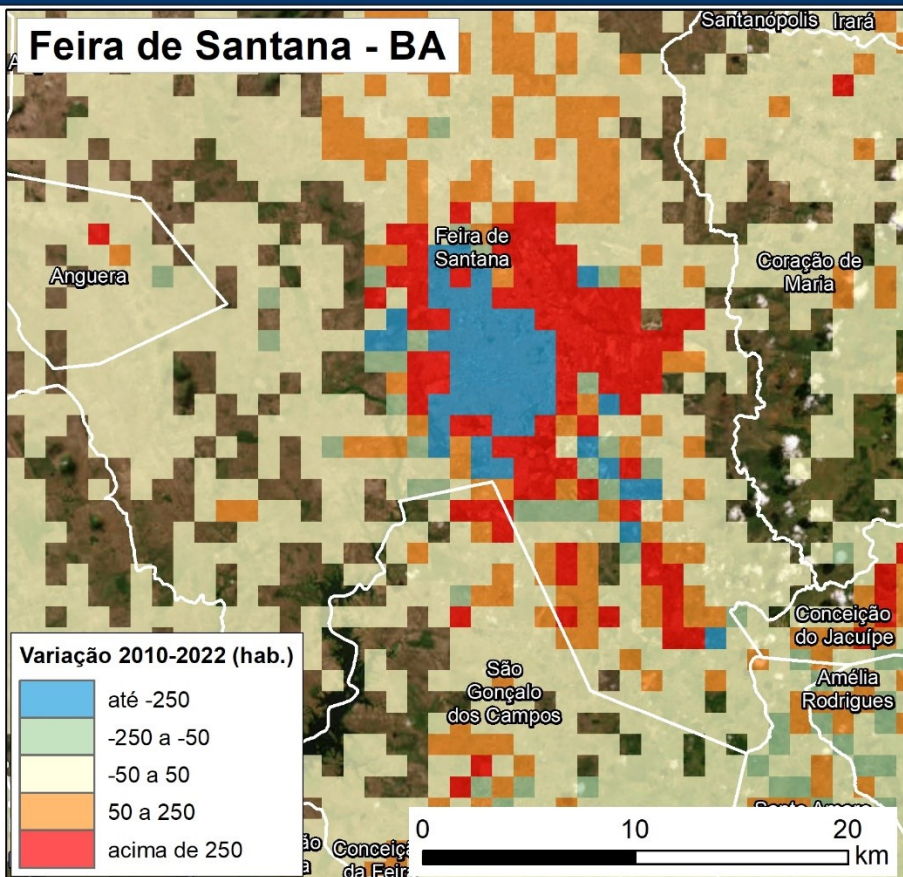 Feira de Santana - BA
Santanópolis Irará
Feira de
Santana
Anguera
Coração de
Maria
Conceição
do Jacuípe
Amélia
Rodrigues
São
Gonçalo
dos Campos
Variação 2010-2022 (hab.)
até -250
-250 a -50
-50 a 50
50 a 250
acima de 250
0 10 20
km